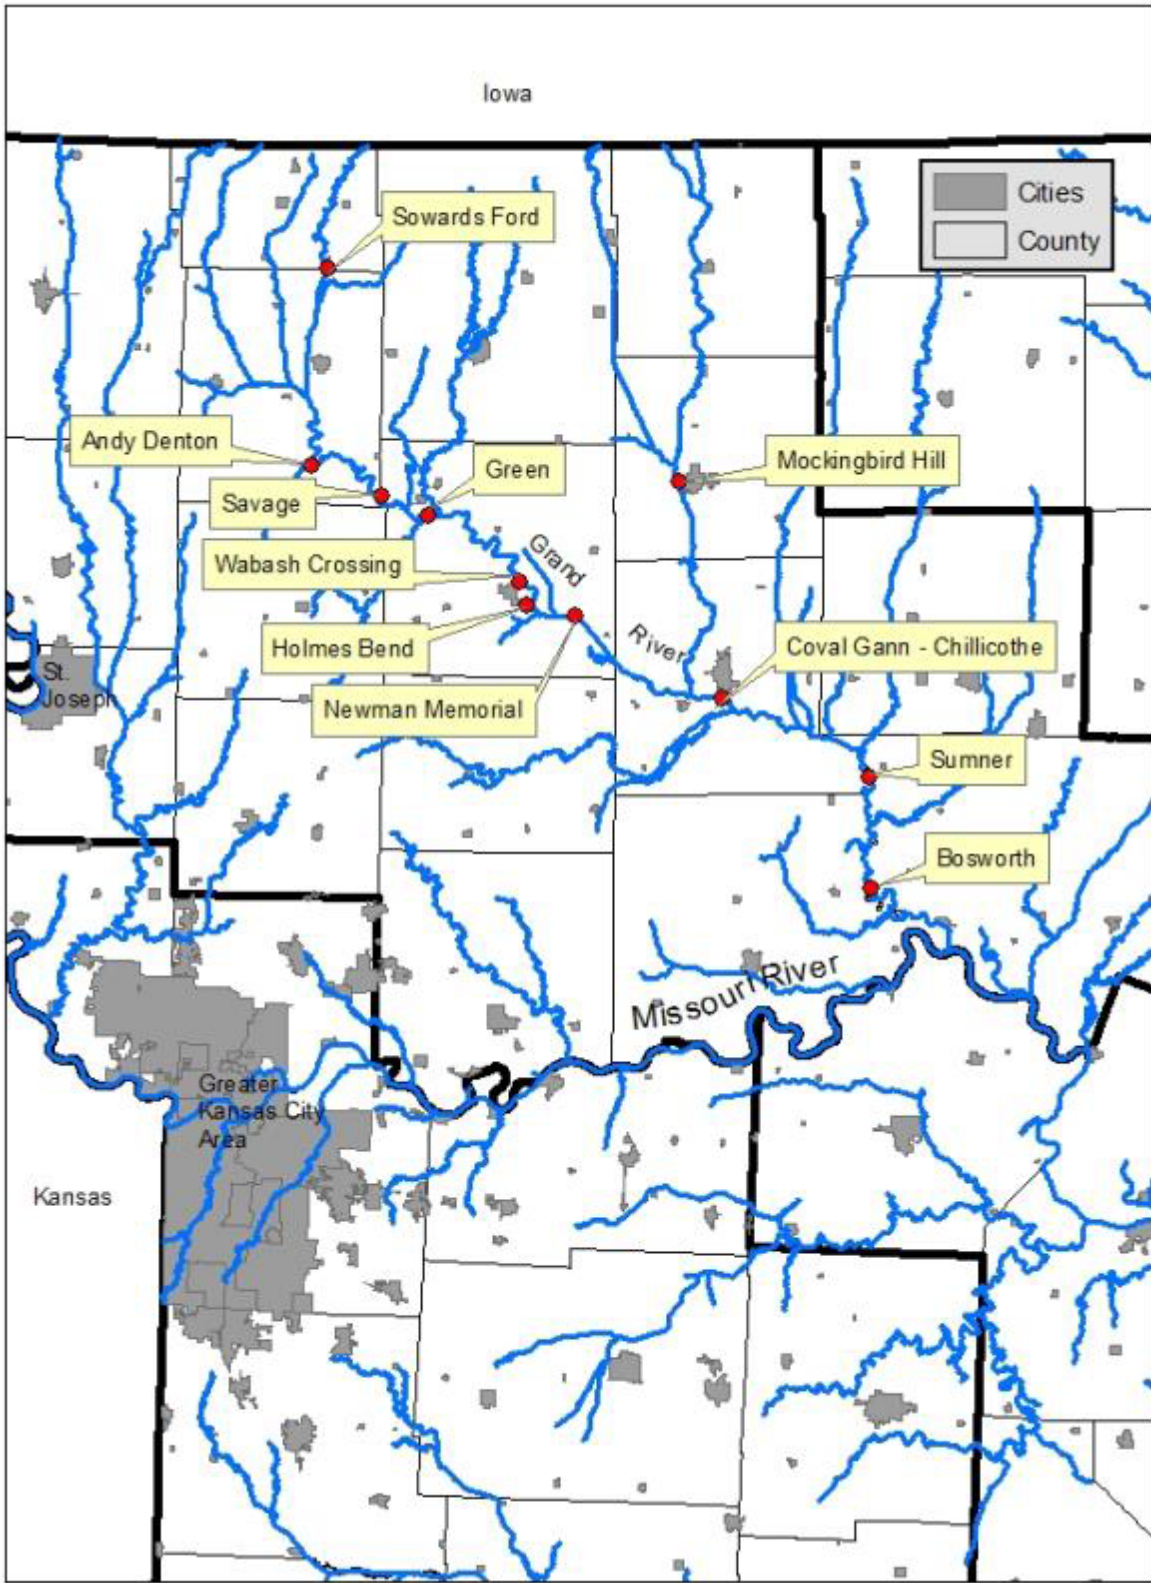 Iowa
Cities
County
Sowards Ford
Andy Denton
Green
Mockingbird Hill
Savage
Wabash Crossing
Grand
River
Holmes Bend
Coval Gann - Chillicothe
St.
Joseph
Newman Memorial
Sumner
Bosworth
Missouri River
Greater
Kansas City
Area
Kansas